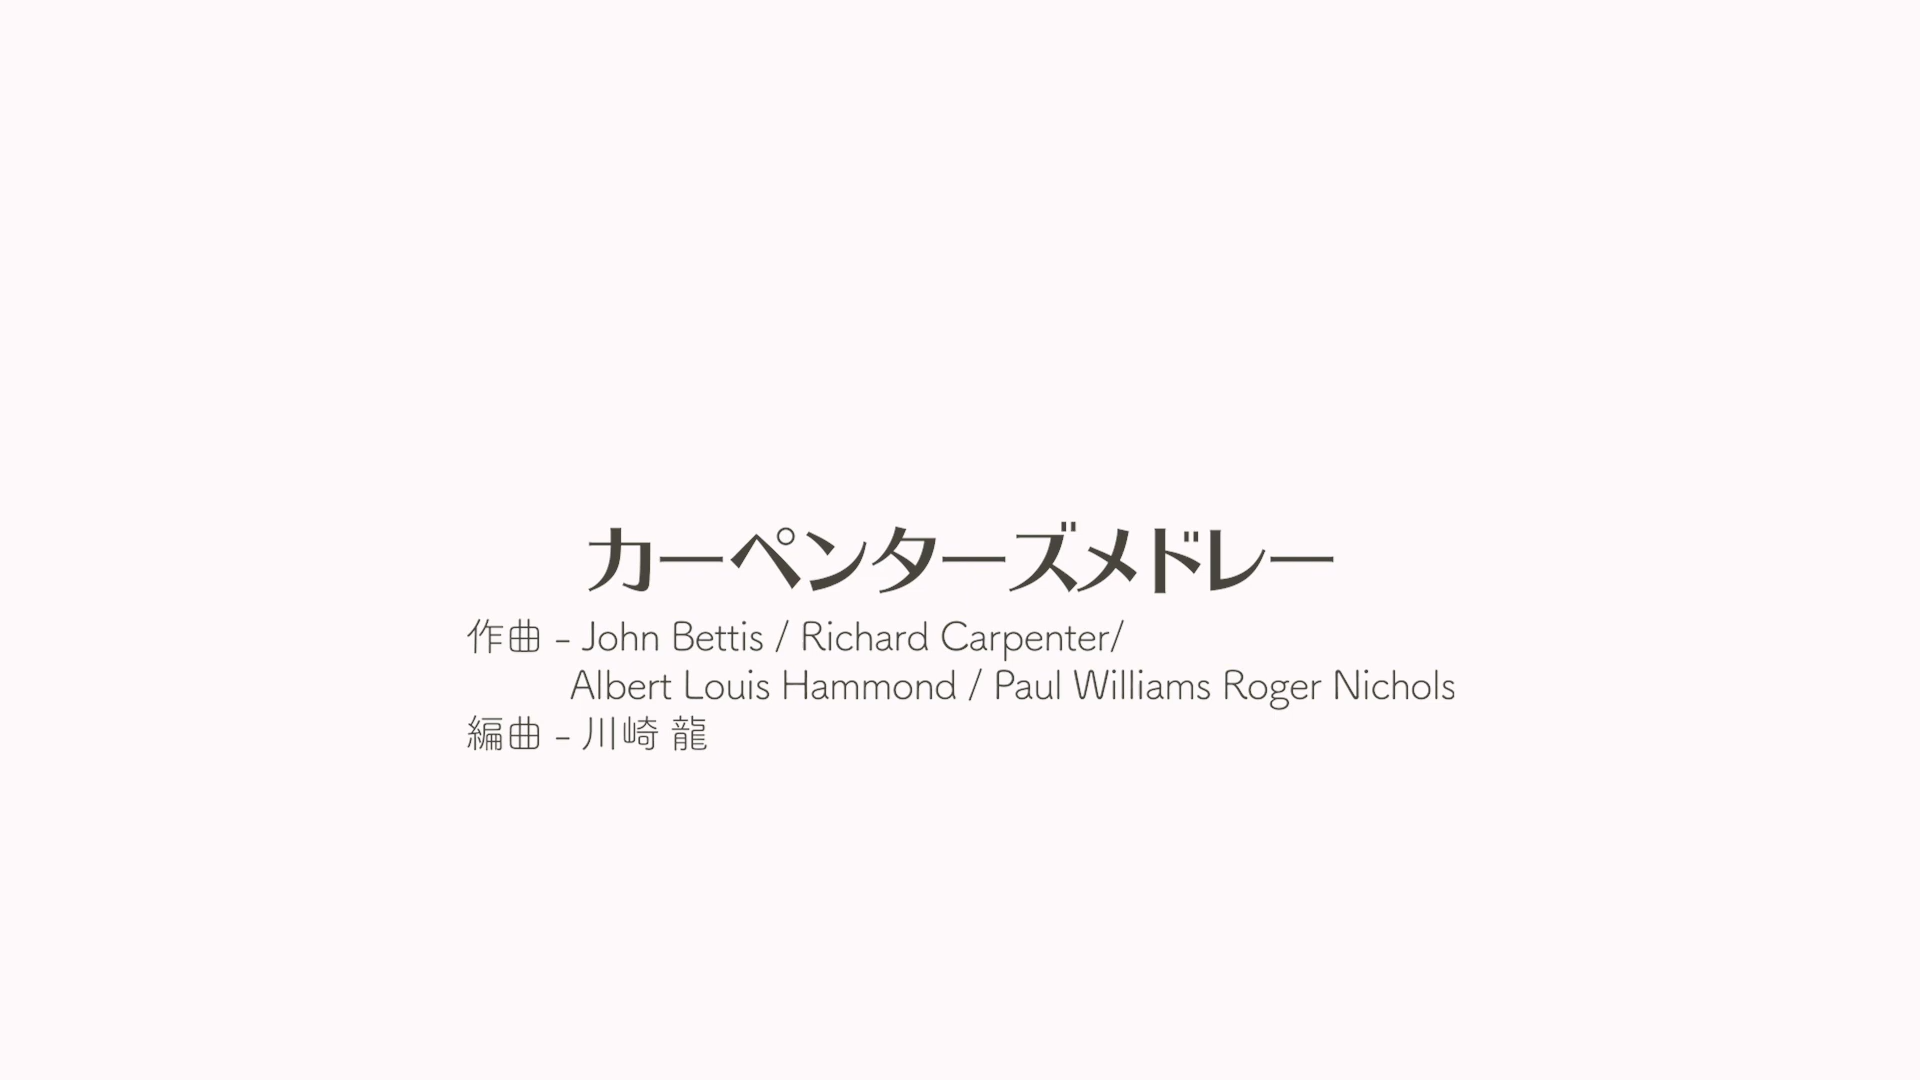 カーペンターズメドレー
作曲 – John Bettis / Richard Carpenter/
Albert Louis Hammond / Paul Williams Roger Nichols
編曲 – 川崎 龍